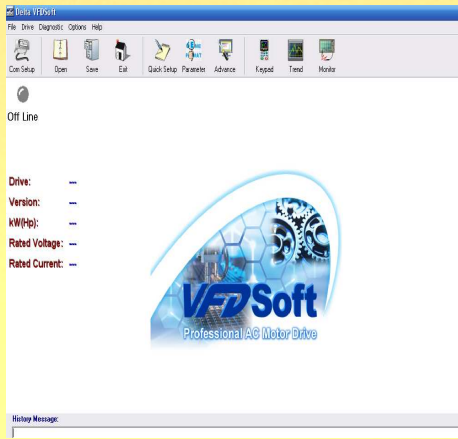 Delta VFDSoft
File Drive Diagnostic Options Help
Com Setup Open Save Exit Quick Setup Parameter Advance Keypad Trend Monitor
Off Line
Drive: ---
Version: ---
kW(Hp): ---
Rated Voltage: ---
Rated Current: ---
VFDSoft
Professional AC Motor Drive
History Message: